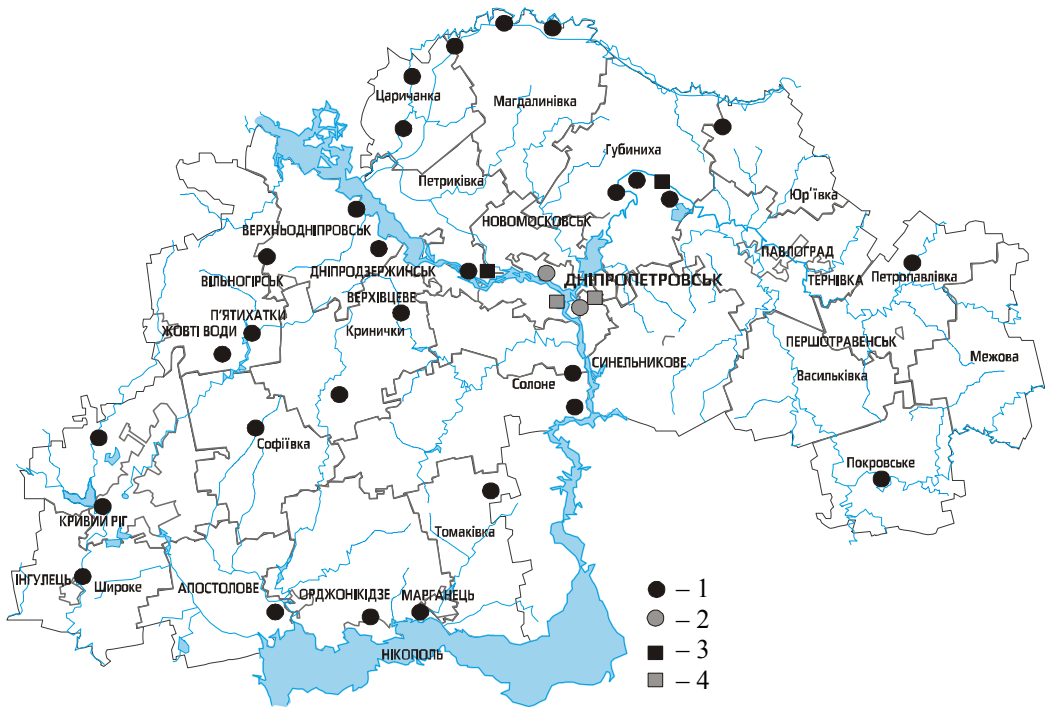 Царичанка
Магдалинівка
Губиниха
Петриківка
Юр'ївка
НОВОМОСКОВСЬК
ВЕРХНЬОДНІПРОВСЬК
ПАВЛОГРАД
ДНІПРОДЗЕРЖИНСЬК
ДНІПРОПЕТРОВСЬК
ТЕРНІВКА
Петропавлівка
ВІЛЬНОГІРСЬК
ВЕРХІВЦЕВЕ
П'ЯТИХАТКИ
ЖОВТІ ВОДИ
Кринички
ПЕРШОТРАВЕНСЬК
Межова
СИНЕЛЬНИКОВЕ
Васильківка
Солоне
Софіївка
Покровське
КРИВИЙ РІГ
Томаківка
ІНГУЛЕЦЬ
Широке
АПОСТОЛОВЕ
ОРДЖОНІКІДЗЕ
МАРГАНЕЦЬ
НІКОПОЛЬ
– 1
– 2
– 3
– 4